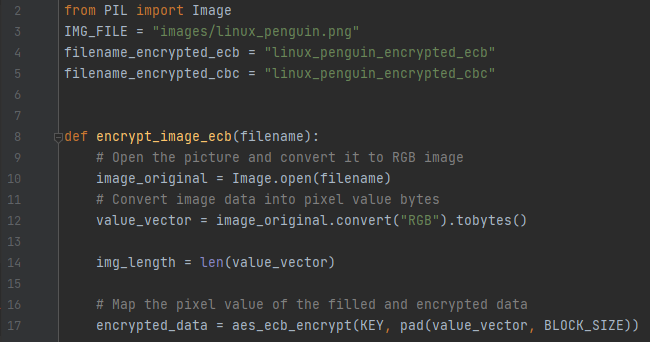 2 from PIL import Image
3 IMG_FILE = "images/linux_penguin.png"
4 filename_encrypted_ecb = "linux_penguin_encrypted_ecb"
5 filename_encrypted_cbc = "linux_penguin_encrypted_cbc"
6
7
8 def encrypt_image_ecb(filename):
9     # Open the picture and convert it to RGB image
10     image_original = Image.open(filename)
11     # Convert image data into pixel value bytes
12     value_vector = image_original.convert("RGB").tobytes()
13
14     img_length = len(value_vector)
15
16     # Map the pixel value of the filled and encrypted data
17     encrypted_data = aes_ecb_encrypt(KEY, pad(value_vector, BLOCK_SIZE))